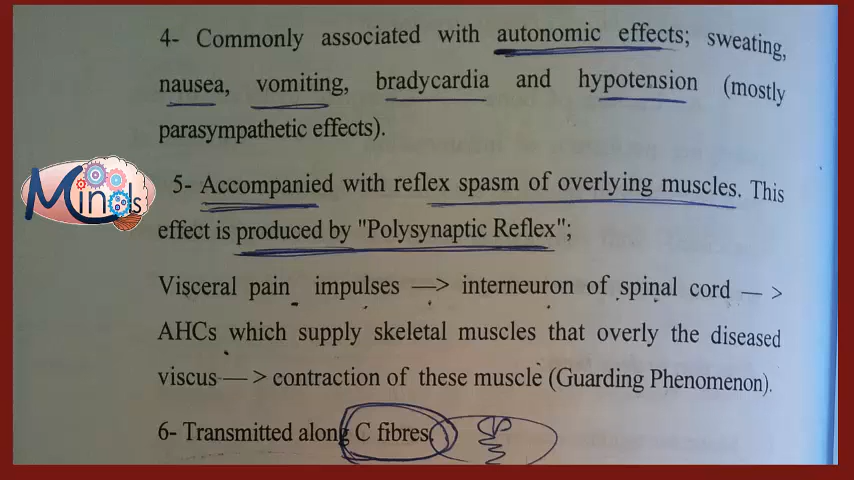 4- Commonly associated with autonomic effects; sweating,
nausea, vomiting, bradycardia and hypotension (mostly
parasympathetic effects).
Minds
5- Accompanied with reflex spasm of overlying muscles. This
effect is produced by "Polysynaptic Reflex";
Visceral pain impulses —> interneuron of spinal cord — >
AHCs which supply skeletal muscles that overly the diseased
viscus — > contraction of these muscle (Guarding Phenomenon).
6- Transmitted along C fibres.